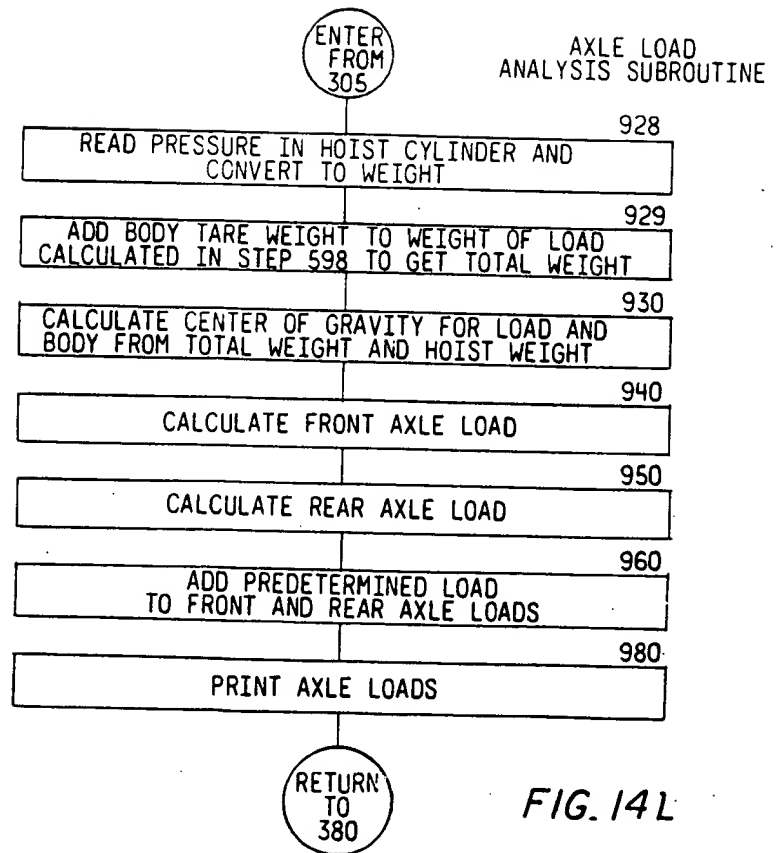 ENTER
FROM
305
AXLE LOAD
ANALYSIS SUBROUTINE
928
READ PRESSURE IN HOIST CYLINDER AND
CONVERT TO WEIGHT
929
ADD BODY TARE WEIGHT TO WEIGHT OF LOAD
CALCULATED IN STEP 598 TO GET TOTAL WEIGHT
930
CALCULATE CENTER OF GRAVITY FOR LOAD AND
BODY FROM TOTAL WEIGHT AND HOIST WEIGHT
940
CALCULATE FRONT AXLE LOAD
950
CALCULATE REAR AXLE LOAD
960
ADD PREDETERMINED LOAD
TO FRONT AND REAR AXLE LOADS
980
PRINT AXLE LOADS
RETURN
TO
380
FIG. 14L